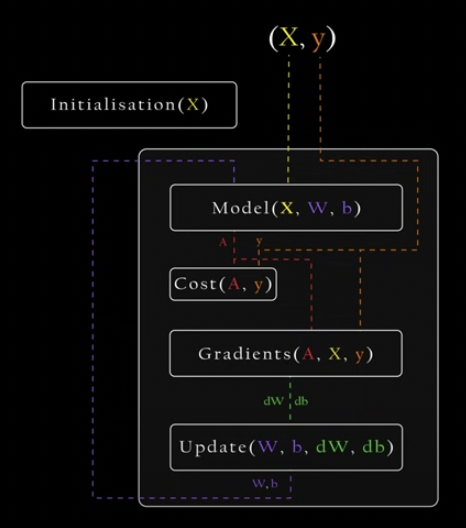 (X, y)
Initialisation(X)
Model(X, W, b)
A y
Cost(A, y)
Gradients(A, X, y)
dW db
Update(W, b, dW, db)
W, b